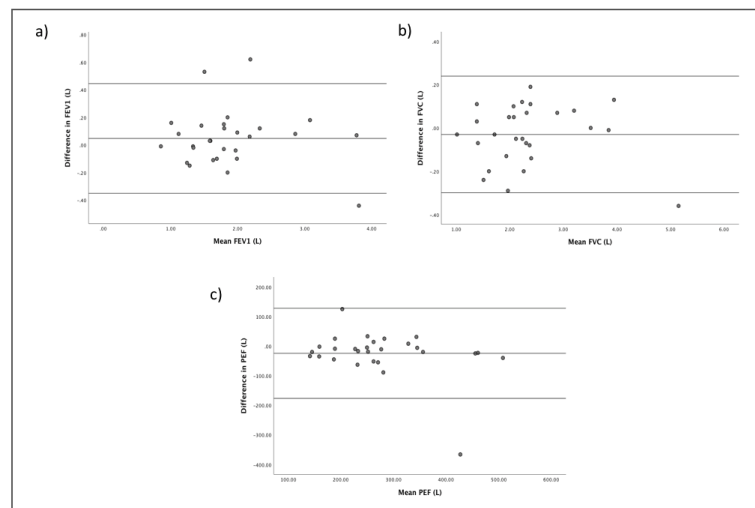 a)
Difference in FEV1 (L)
.80
.60
.40
.20
.00
-.20
-.40
.00 1.00 2.00 3.00 4.00
Mean FEV1 (L)
b)
Difference in FVC (L)
.40
.20
.00
-.20
-.40
1.00 2.00 3.00 4.00 5.00 6.00
Mean FVC (L)
c)
Difference in PEF (L)
200.00
100.00
.00
-100.00
-200.00
-300.00
-400.00
100.00 200.00 300.00 400.00 500.00 600.00
Mean PEF (L)